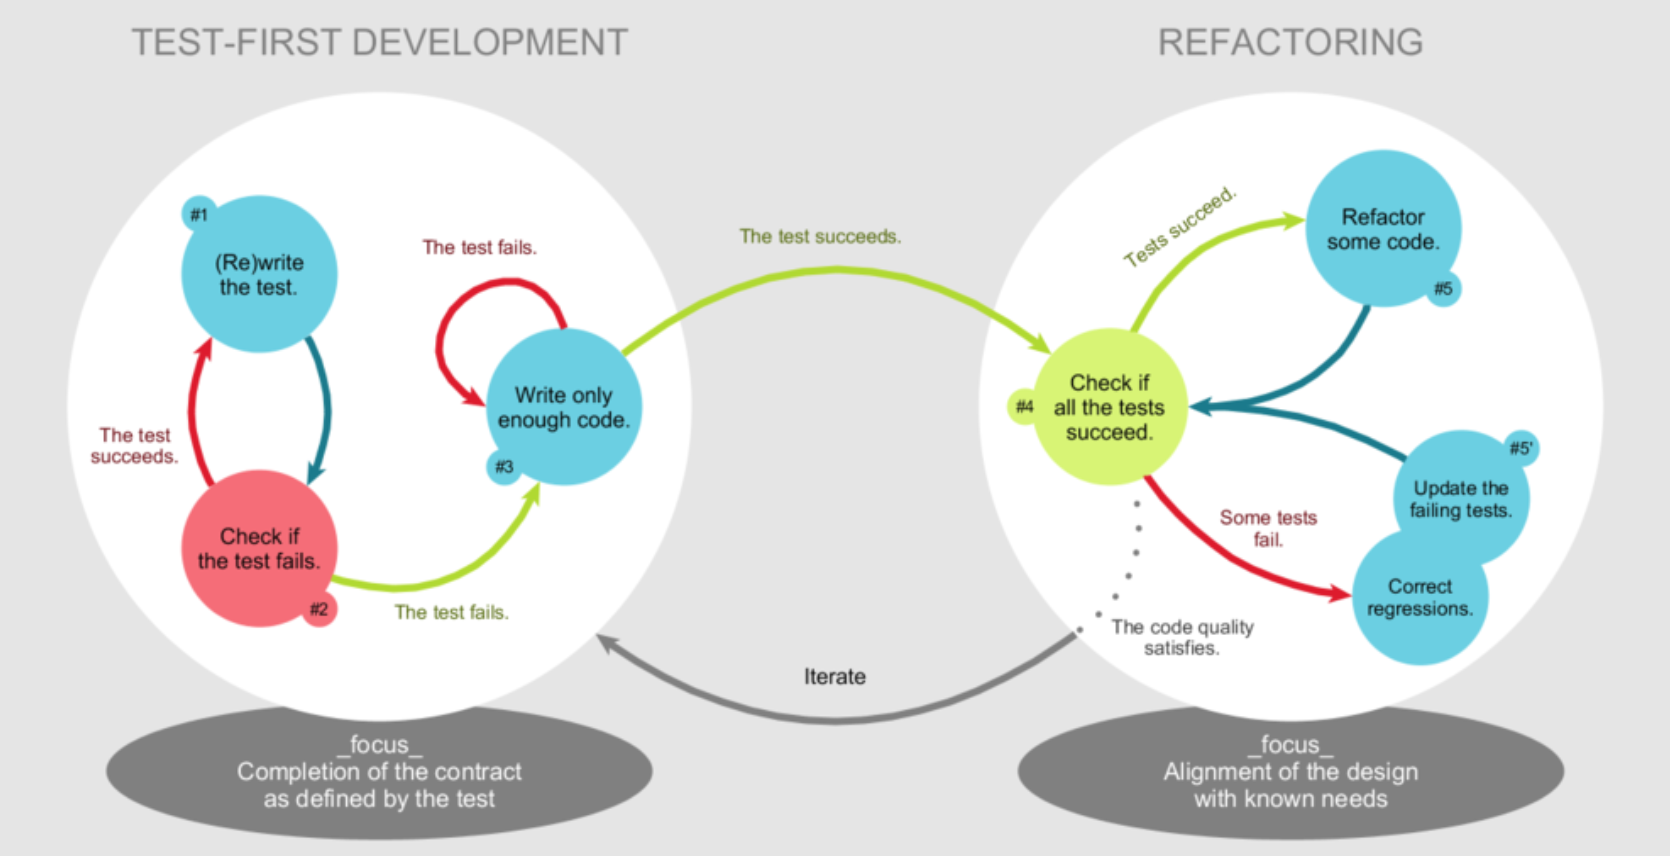 TEST-FIRST DEVELOPMENT
#1
(Re)write
the test.
The test
succeeds.
Check if
the test fails.
#2
The test fails.
The test fails.
Write only
enough code.
#3
The test succeeds.
_focus_
Completion of the contract
as defined by the test
REFACTORING
Tests succeed.
Refactor
some code.
#5
#4
Check if
all the tests
succeed.
#5'
Update the
failing tests.
Some tests
fail.
Correct
regressions.
The code quality
satisfies.
Iterate
_focus_
Alignment of the design
with known needs